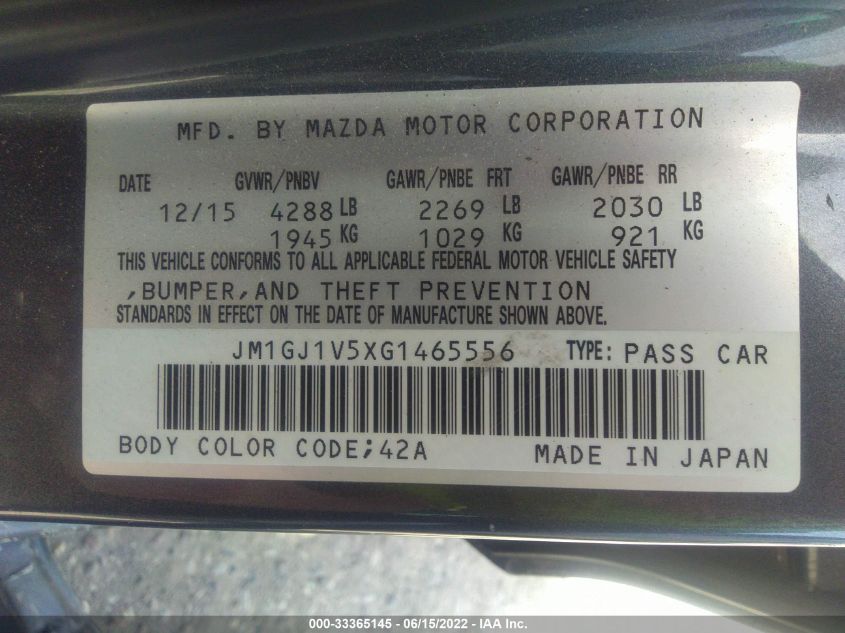 MFD. BY MAZDA MOTOR CORPORATION
DATE GVWR/PNBV GAWR/PNBE FRT GAWR/PNBE RR
12/15 4288 LB 2269 LB 2030 LB
1945 KG 1029 KG 921 KG
THIS VEHICLE CONFORMS TO ALL APPLICABLE FEDERAL MOTOR VEHICLE SAFETY
,BUMPER,AND THEFT PREVENTION
STANDARDS IN EFFECT ON THE DATE OF MANUFACTURE SHOWN ABOVE.
JM1GJ1V5XG1465556 TYPE: PASS CAR
BODY COLOR CODE;42A MADE IN JAPAN
000-33365145 - 06/15/2022 - IAA Inc.